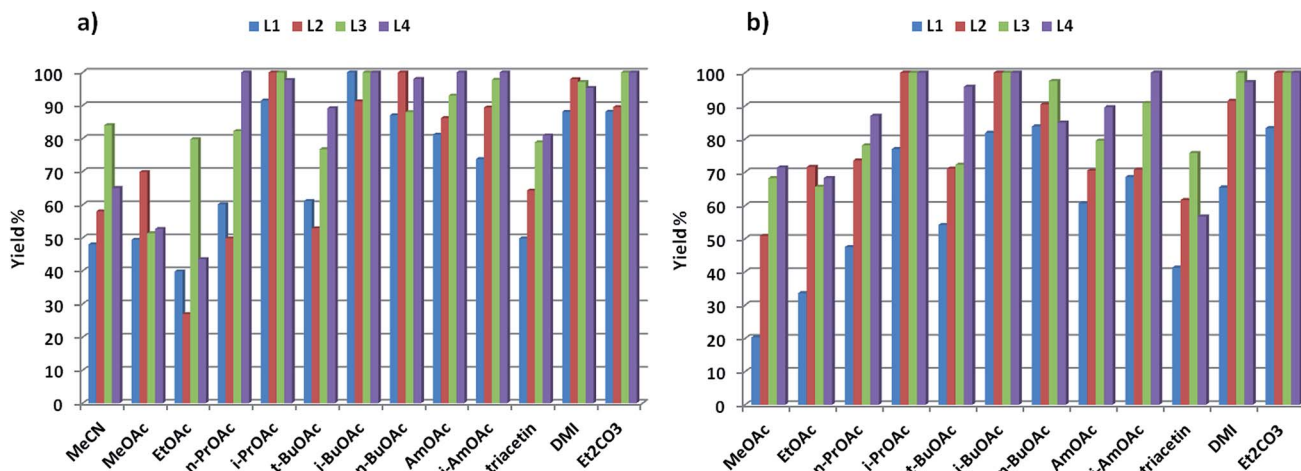 a)
L1 L2 L3 L4
Yield%
100
90
80
70
60
50
40
30
20
10
0
MeCN
MeOAc
EtOAc
n-PrOAc
i-PrOAc
t-BuOAc
i-BuOAc
n-BuOAc
AmOAc
i-AmOAc
triacetin
DMI
Et2CO3
b)
L1 L2 L3 L4
Yield%
100
90
80
70
60
50
40
30
20
10
0
MeOAc
EtOAc
n-PrOAc
i-PrOAc
t-BuOAc
i-BuOAc
n-BuOAc
AmOAc
i-AmOAc
triacetin
DMI
Et2CO3